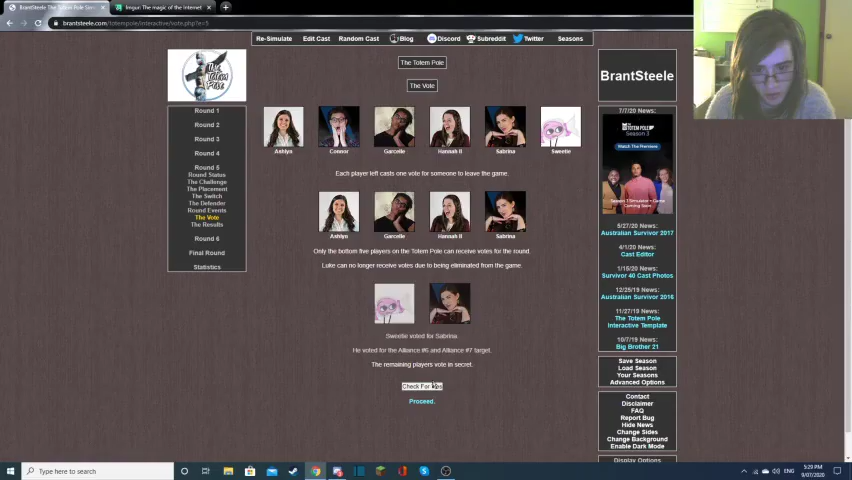 BrantSteele The Totem Pole Sim
Imgur: The magic of the Internet
brantsteele.com/totempole/interactive/vote.php?e=5
Re-Simulate Edit Cast Random Cast Blog Discord Subreddit Twitter Seasons
THE TOTEM POLE
Round 1
Round 2
Round 3
Round 4
Round 5
Round Status
The Challenge
The Placement
The Switch
The Defender
Round Events
The Vote
The Results
Round 6
Final Round
Statistics
The Totem Pole
The Vote
Ashlyn Connor Garcelle Hannah B Sabrina Sweetie
Each player left casts one vote for someone to leave the game.
Ashlyn Garcelle Hannah B Sabrina
Only the bottom five players on the Totem Pole can receive votes for the round.
Luke can no longer receive votes due to being eliminated from the game.
Sweetie voted for Sabrina.
He voted for the Alliance #6 and Alliance #7 target.
The remaining players vote in secret.
Check For
Proceed.
BrantSteele
7/7/20 News:
THE TOTEM POLE
Season 3
Watch The Premiere
Season 3 Simulator + Game
Coming Soon!
5/27/20 News:
Australian Survivor 2017
4/1/20 News:
Cast Editor
1/15/20 News:
Survivor 40 Cast Photos
12/25/19 News:
Australian Survivor 2016
11/27/19 News:
The Totem Pole
Interactive Template
10/7/19 News:
Big Brother 21
Save Season
Load Season
Your Seasons
Advanced Options
Contact
Disclaimer
FAQ
Report Bug
Hide News
Change Sides
Change Background
Enable Dark Mode
Display Options
Type here to search
ENG
5:29 PM
9/07/2020